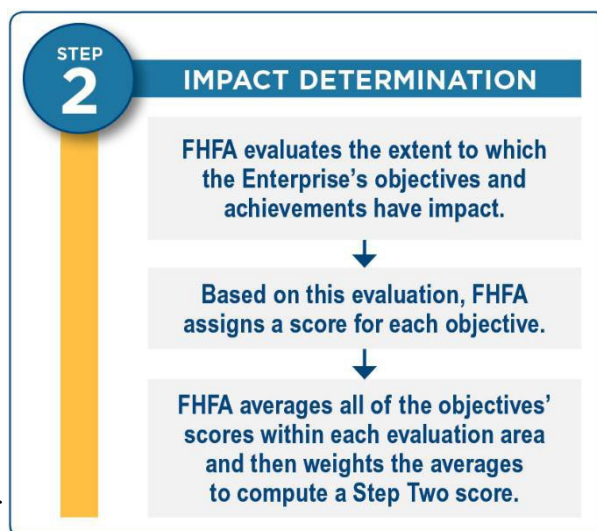 STEP
2
IMPACT DETERMINATION
FHFA evaluates the extent to which
the Enterprise’s objectives and
achievements have impact.
Based on this evaluation, FHFA
assigns a score for each objective.
FHFA averages all of the objectives’
scores within each evaluation area
and then weights the averages
to compute a Step Two score.
.